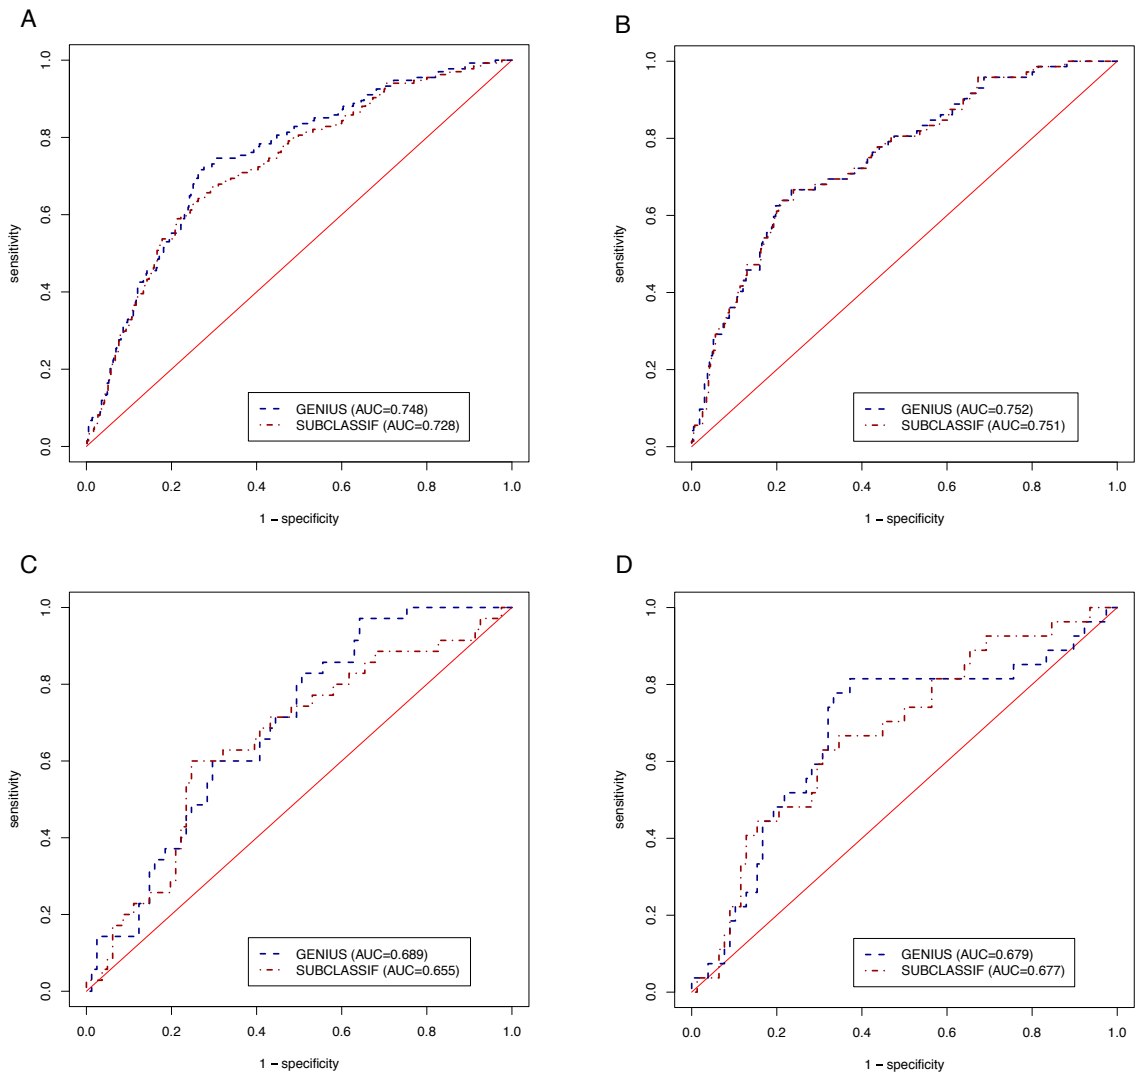 A
sensitivity
0.0 0.2 0.4 0.6 0.8 1.0
GENIUS (AUC=0.748)
SUBCLASSIF (AUC=0.728)
0.0 0.2 0.4 0.6 0.8 1.0
1 – specificity
B
sensitivity
0.0 0.2 0.4 0.6 0.8 1.0
GENIUS (AUC=0.752)
SUBCLASSIF (AUC=0.751)
0.0 0.2 0.4 0.6 0.8 1.0
1 – specificity
C
sensitivity
0.0 0.2 0.4 0.6 0.8 1.0
GENIUS (AUC=0.689)
SUBCLASSIF (AUC=0.655)
0.0 0.2 0.4 0.6 0.8 1.0
1 – specificity
D
sensitivity
0.0 0.2 0.4 0.6 0.8 1.0
GENIUS (AUC=0.679)
SUBCLASSIF (AUC=0.677)
0.0 0.2 0.4 0.6 0.8 1.0
1 – specificity